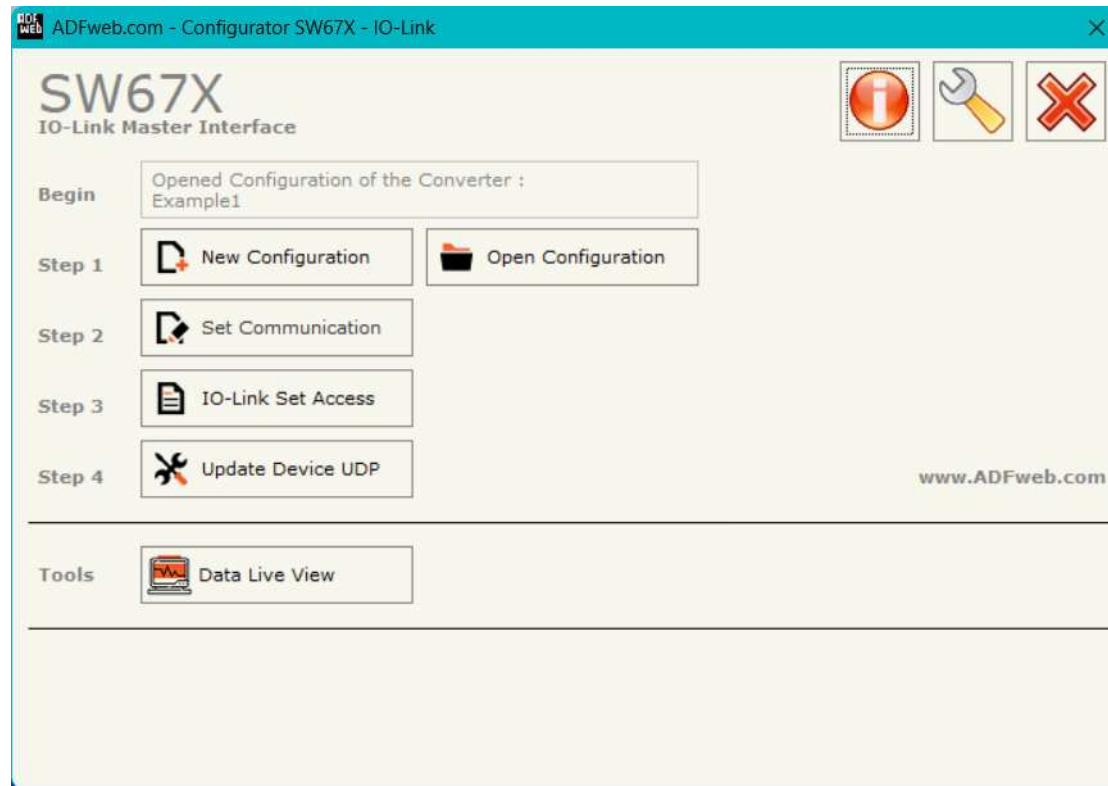 ADF
WEB
ADFweb.com - Configurator SW67X - IO-Link
SW67X
IO-Link Master Interface
Begin
Opened Configuration of the Converter :
Example1
Step 1
New Configuration
Open Configuration
Step 2
Set Communication
Step 3
IO-Link Set Access
Step 4
Update Device UDP
www.ADFweb.com
Tools
Data Live View